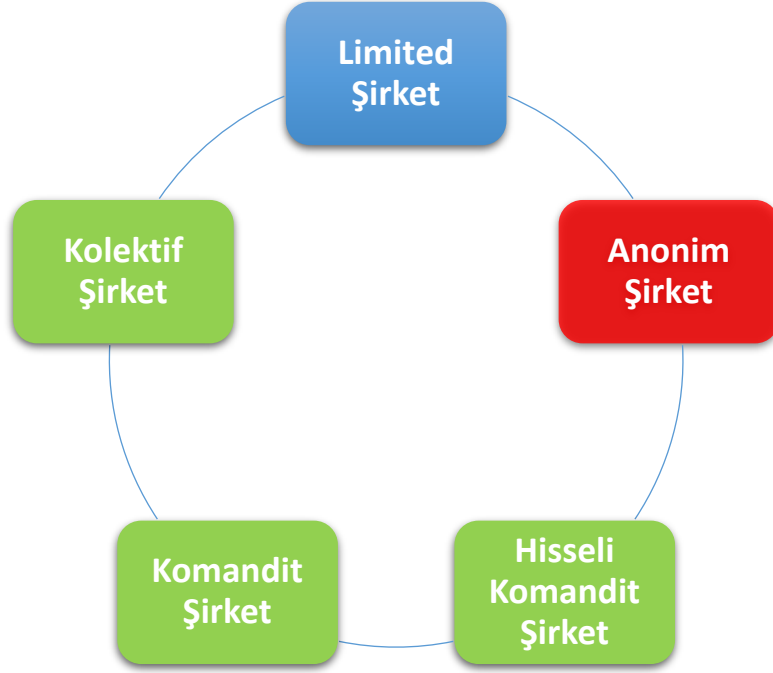 Limited
Şirket
Kolektif
Şirket
Anonim
Şirket
Komandit
Şirket
Hisseli
Komandit
Şirket